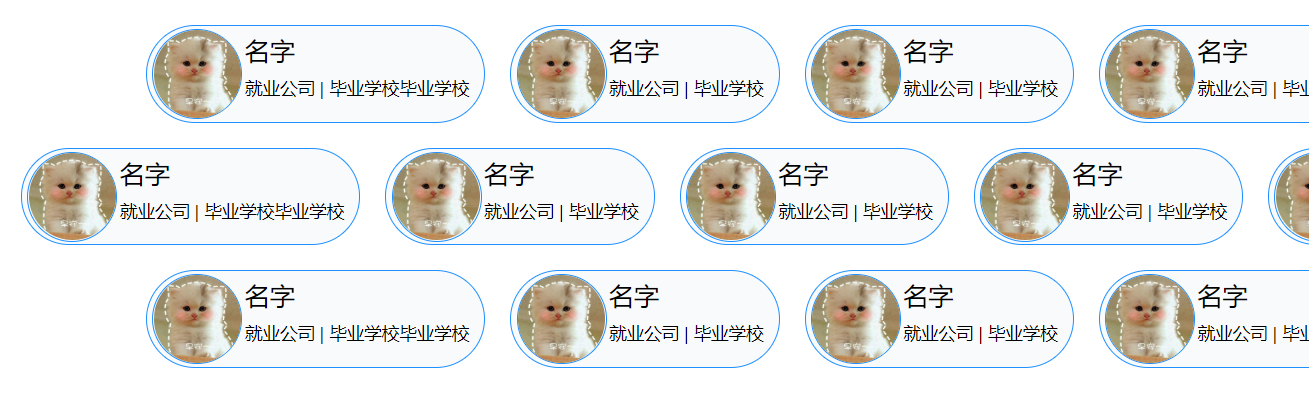 名字
就业公司 | 毕业学校毕业学校
名字
就业公司 | 毕业学校
名字
就业公司 | 毕业学校
名字
就业公司 | 毕
名字
就业公司 | 毕业学校毕业学校
名字
就业公司 | 毕业学校
名字
就业公司 | 毕业学校
名字
就业公司 | 毕业学校
名字
就业公司 | 毕业学校毕业学校
名字
就业公司 | 毕业学校
名字
就业公司 | 毕业学校
名字
就业公司 | 毕